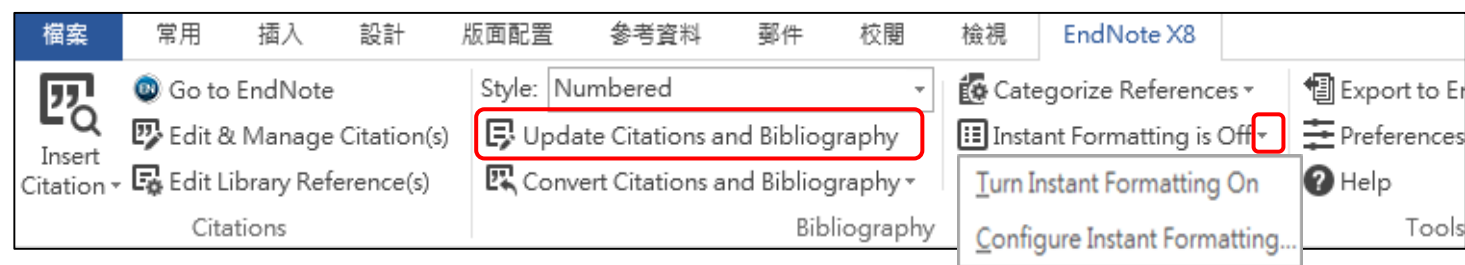 檔案 常用 插入 設計 版面配置 參考資料 郵件 校閱 檢視 EndNote X8
Go to EndNote Style: Numbered Categorize References Export to
Edit & Manage Citation(s) Update Citations and Bibliography Instant Formatting is Off Preferences
Insert
Citation Edit Library Reference(s) Convert Citations and Bibliography Turn Instant Formatting On Help
Citations Bibliography Configure Instant Formatting... Tools